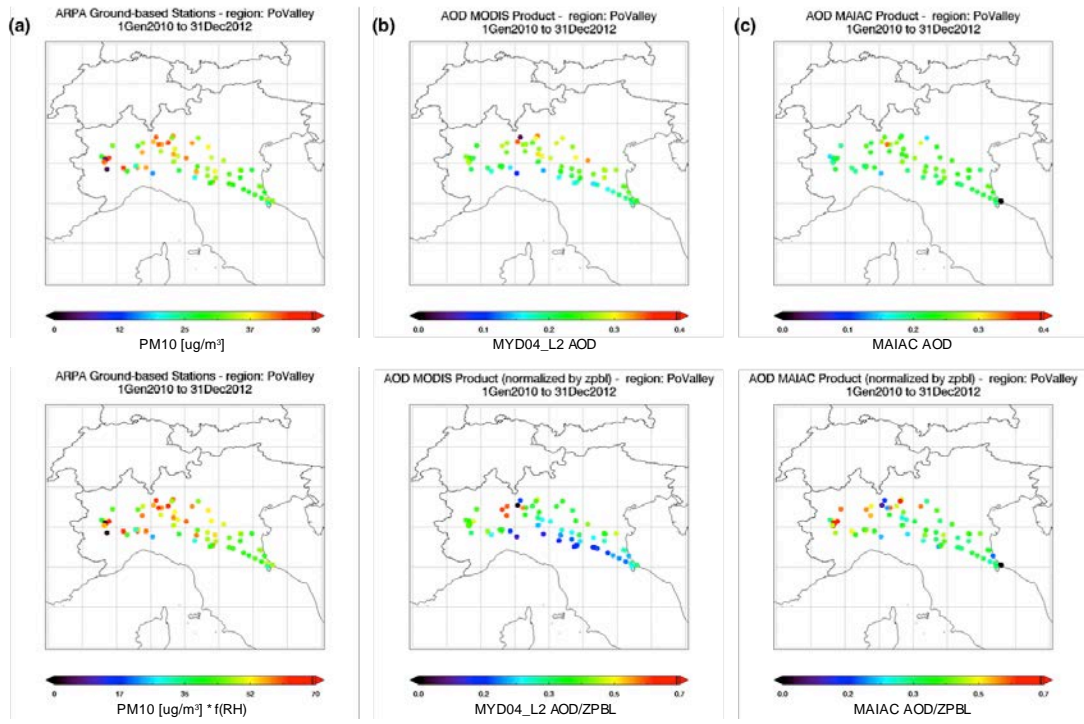 (a) ARPA Ground-based Stations - region: PoValley
1Gen2010 to 31Dec2012
0 12 25 37 50
PM10 [ug/m³]
(b) AOD MODIS Product - region: PoValley
1Gen2010 to 31Dec2012
0.0 0.1 0.2 0.3 0.4
MYD04_L2 AOD
(c) AOD MAIAC Product - region: PoValley
1Gen2010 to 31Dec2012
0.0 0.1 0.2 0.3 0.4
MAIAC AOD
ARPA Ground-based Stations - region: PoValley
1Gen2010 to 31Dec2012
0 17 35 52 70
PM10 [ug/m³] * f(RH)
AOD MODIS Product (normalized by zpbl) - region: PoValley
1Gen2010 to 31Dec2012
0.0 0.2 0.3 0.5 0.7
MYD04_L2 AOD/ZPBL
AOD MAIAC Product (normalized by zpbl) - region: PoValley
1Gen2010 to 31Dec2012
0.0 0.2 0.3 0.5 0.7
MAIAC AOD/ZPBL